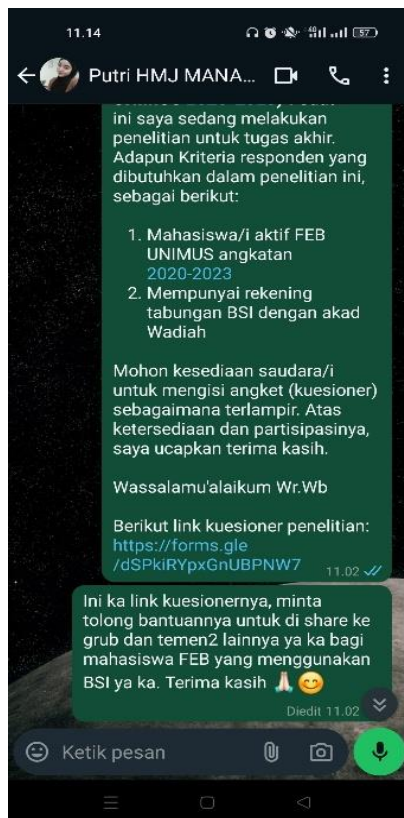 11.14
57
Putri HMJ MANA...
ini saya sedang melakukan
penelitian untuk tugas akhir.
Adapun Kriteria responden yang
dibutuhkan dalam penelitian ini,
sebagai berikut:
1. Mahasiswa/i aktif FEB
UNIMUS angkatan
2020-2023
2. Mempunyai rekening
tabungan BSI dengan akad
Wadiah
Mohon kesediaan saudara/i
untuk mengisi angket (kuesioner)
sebagaimana terlampir. Atas
ketersediaan dan partisipasinya,
saya ucapkan terima kasih.
Wassalamu'alaikum Wr.Wb
Berikut link kuesioner penelitian:
https://forms.gle
/dSPkiRYpxGnUBPNW7
11.02
Ini ka link kuesionernya, minta
tolong bantuannya untuk di share ke
grub dan temen2 lainnya ya ka bagi
mahasiswa FEB yang menggunakan
BSI ya ka. Terima kasih 🙏🏻😊
Diedit 11.02
Ketik pesan